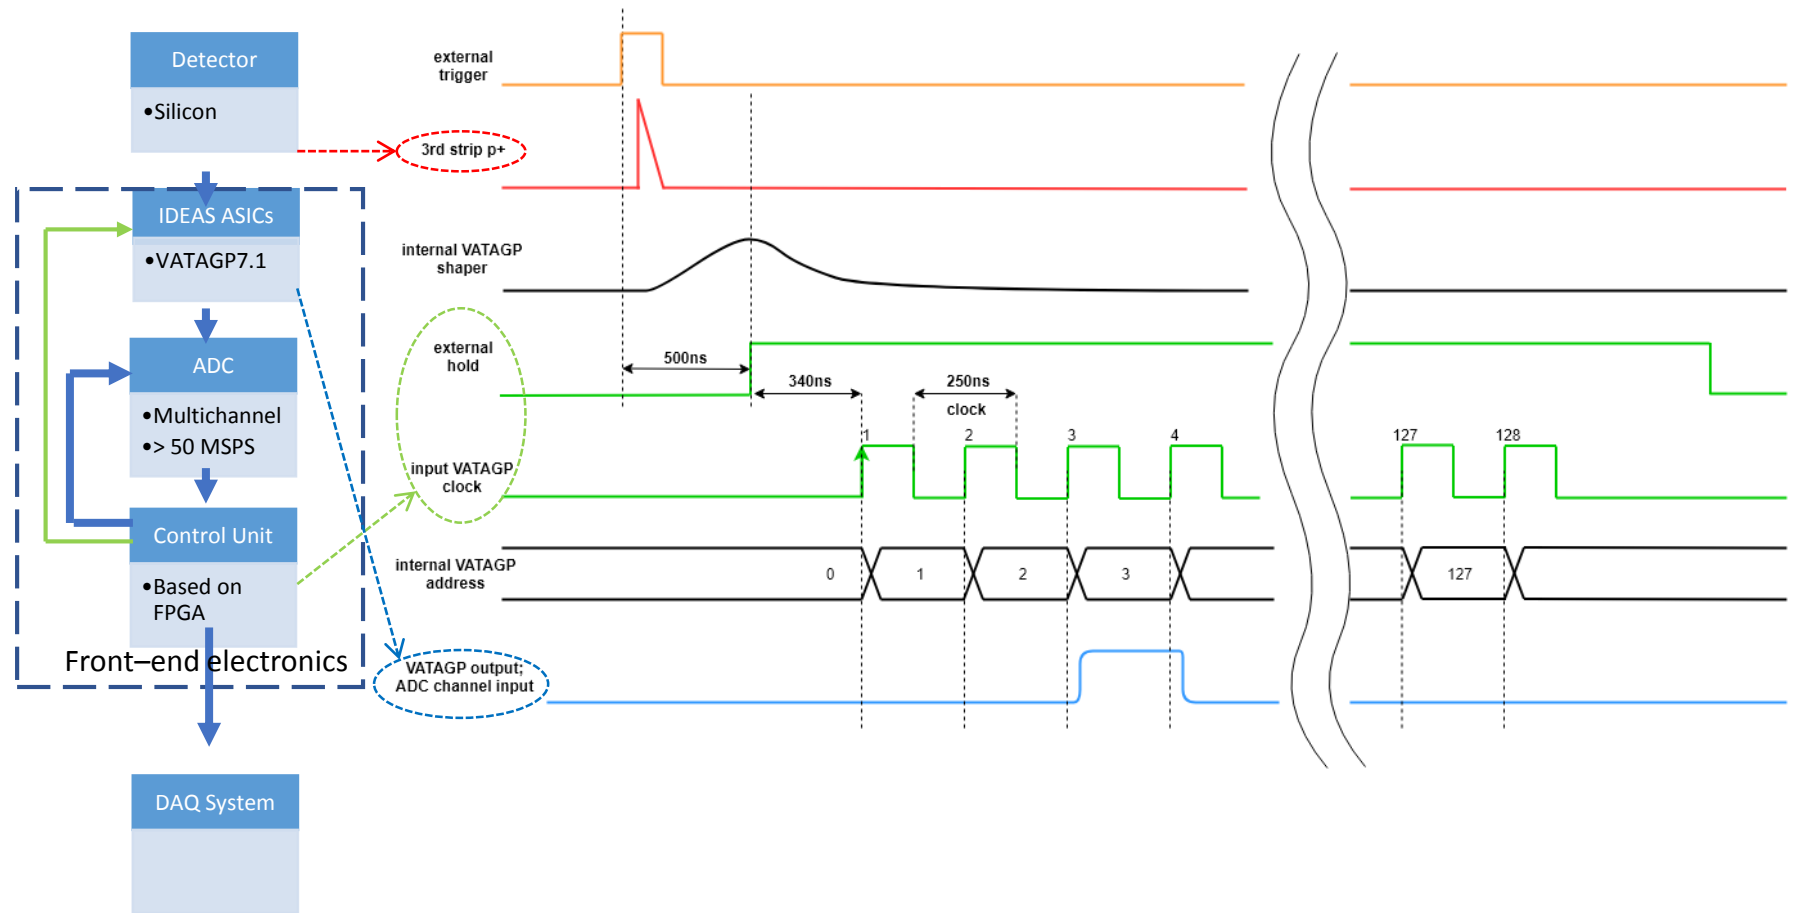 Detector
•Silicon
IDEAS ASICs
•VATAGP7.1
ADC
•Multichannel
•> 50 MSPS
Control Unit
•Based on
FPGA
Front–end electronics
DAQ System
external
trigger
3rd strip p+
internal VATAGP
shaper
external
hold
500ns
340ns
250ns
clock
input VATAGP
clock
1
2
3
4
127
128
internal VATAGP
address
0
1
2
3
127
VATAGP output;
ADC channel input